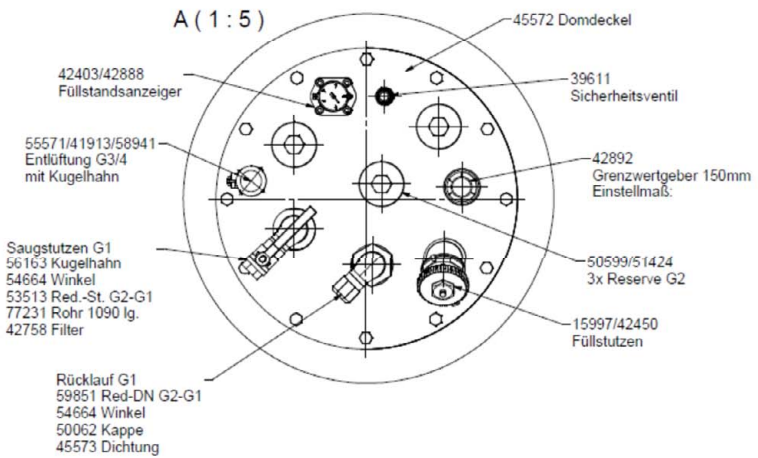 A ( 1 : 5 )
45572 Domdeckel
42403/42888
Füllstandsanzeiger
39611
Sicherheitsventil
55571/41913/58941
Entlüftung G3/4
mit Kugelhahn
42892
Grenzwertgeber 150mm
Einstellmaß:
Saugstutzen G1
56163 Kugelhahn
54664 Winkel
53513 Red.-St. G2-G1
77231 Rohr 1090 lg.
42758 Filter
50599/51424
3x Reserve G2
15997/42450
Füllstutzen
Rücklauf G1
59851 Red-DN G2-G1
54664 Winkel
50062 Kappe
45573 Dichtung